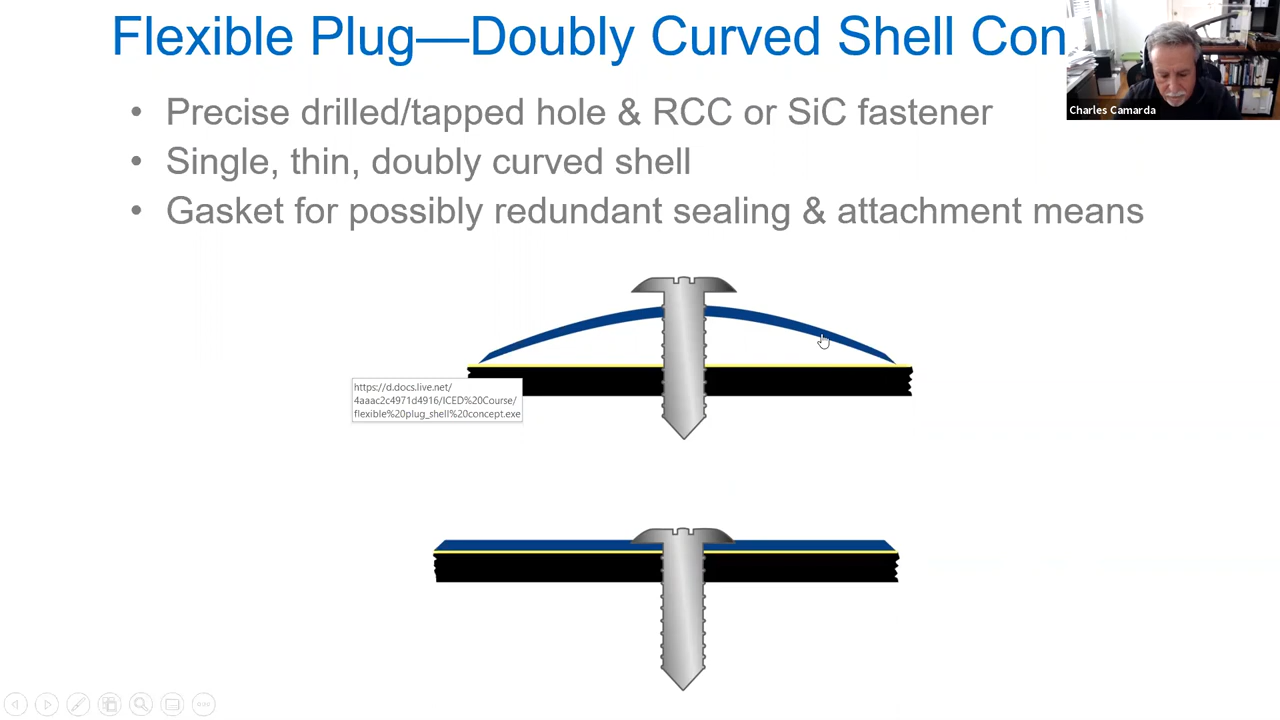 Flexible Plug—Doubly Curved Shell Con
Charles Camarda
• Precise drilled/tapped hole & RCC or SiC fastener
• Single, thin, doubly curved shell
• Gasket for possibly redundant sealing & attachment means
https://d.docs.live.net/
4aaac2c4971d4916/ICED%20Course/
flexible%20plug_shell%20concept.exe